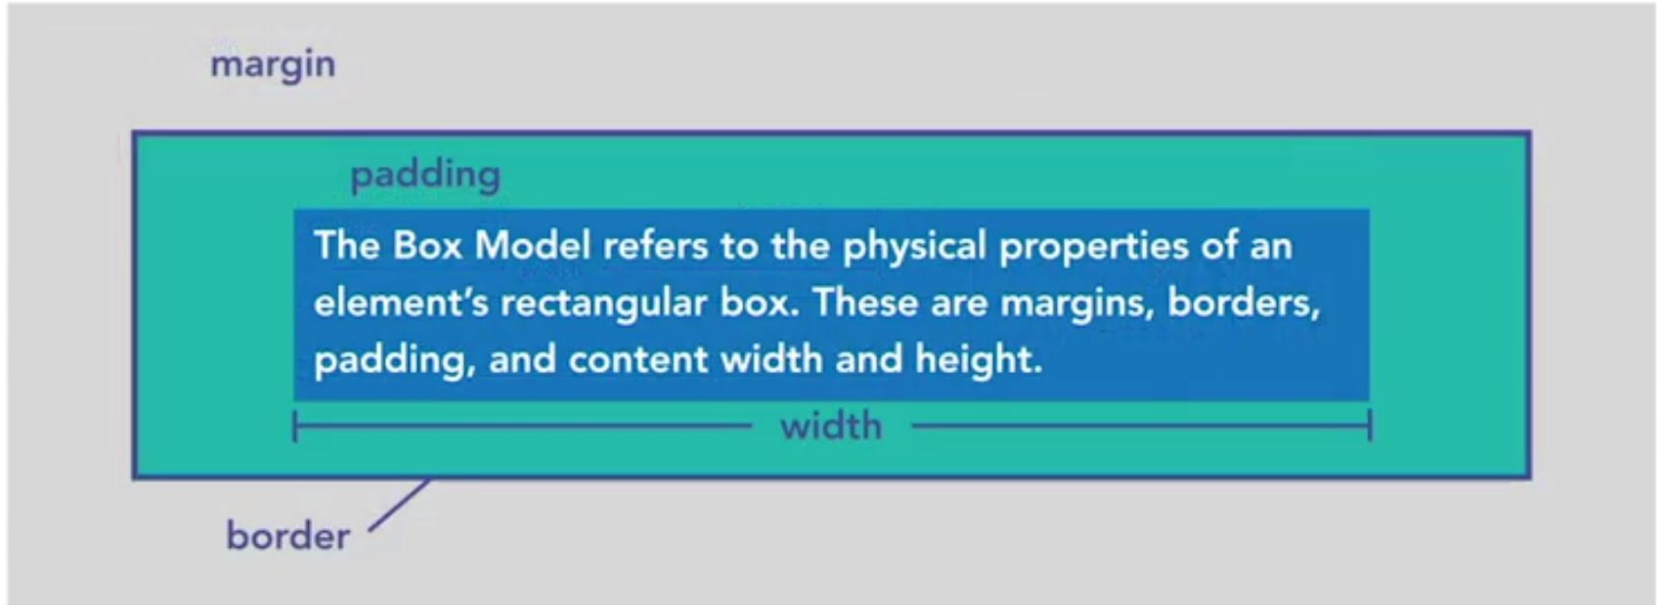 margin
padding
The Box Model refers to the physical properties of an
element's rectangular box. These are margins, borders,
padding, and content width and height.
width
border